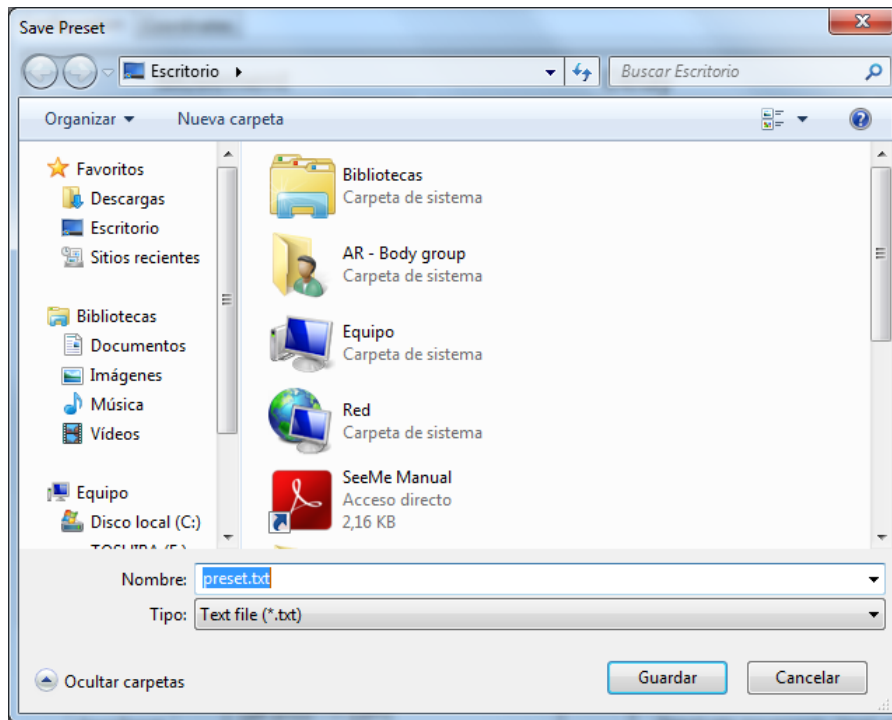 Save Preset
Escritorio
Buscar Escritorio
Organizar
Nueva carpeta
Favoritos
Descargas
Escritorio
Sitios recientes
Bibliotecas
Documentos
Imágenes
Música
Vídeos
Equipo
Disco local (C:)
Bibliotecas
Carpeta de sistema
AR - Body group
Carpeta de sistema
Equipo
Carpeta de sistema
Red
Carpeta de sistema
SeeMe Manual
Acceso directo
2,16 KB
Nombre: preset.txt
Tipo: Text file (*.txt)
Ocultar carpetas
Guardar
Cancelar